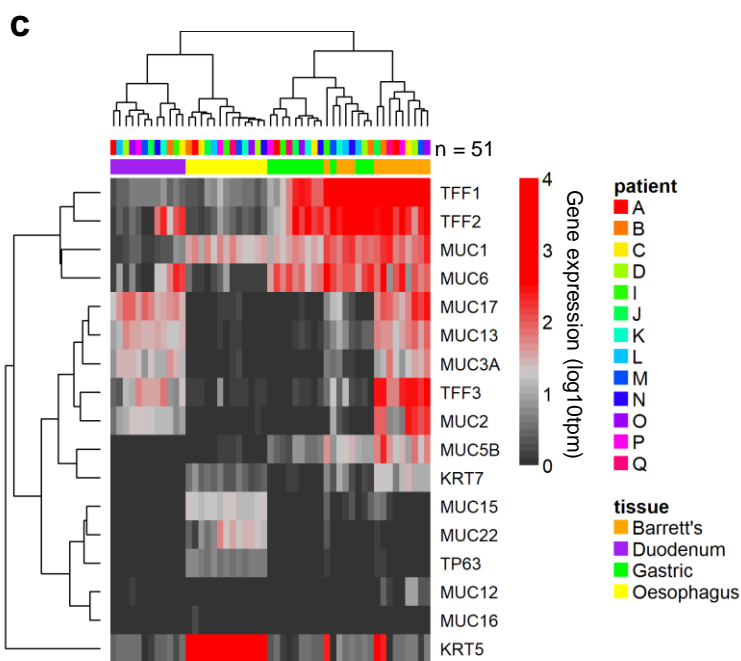 c
n = 51
TFF1
TFF2
MUC1
MUC6
MUC17
MUC13
MUC3A
TFF3
MUC2
MUC5B
KRT7
MUC15
MUC22
TP63
MUC12
MUC16
KRT5
4
3
2
1
0
Gene expression (log10tpm)
patient
A
B
C
D
I
J
K
L
M
N
O
P
Q
tissue
Barrett's
Duodenum
Gastric
Oesophagus